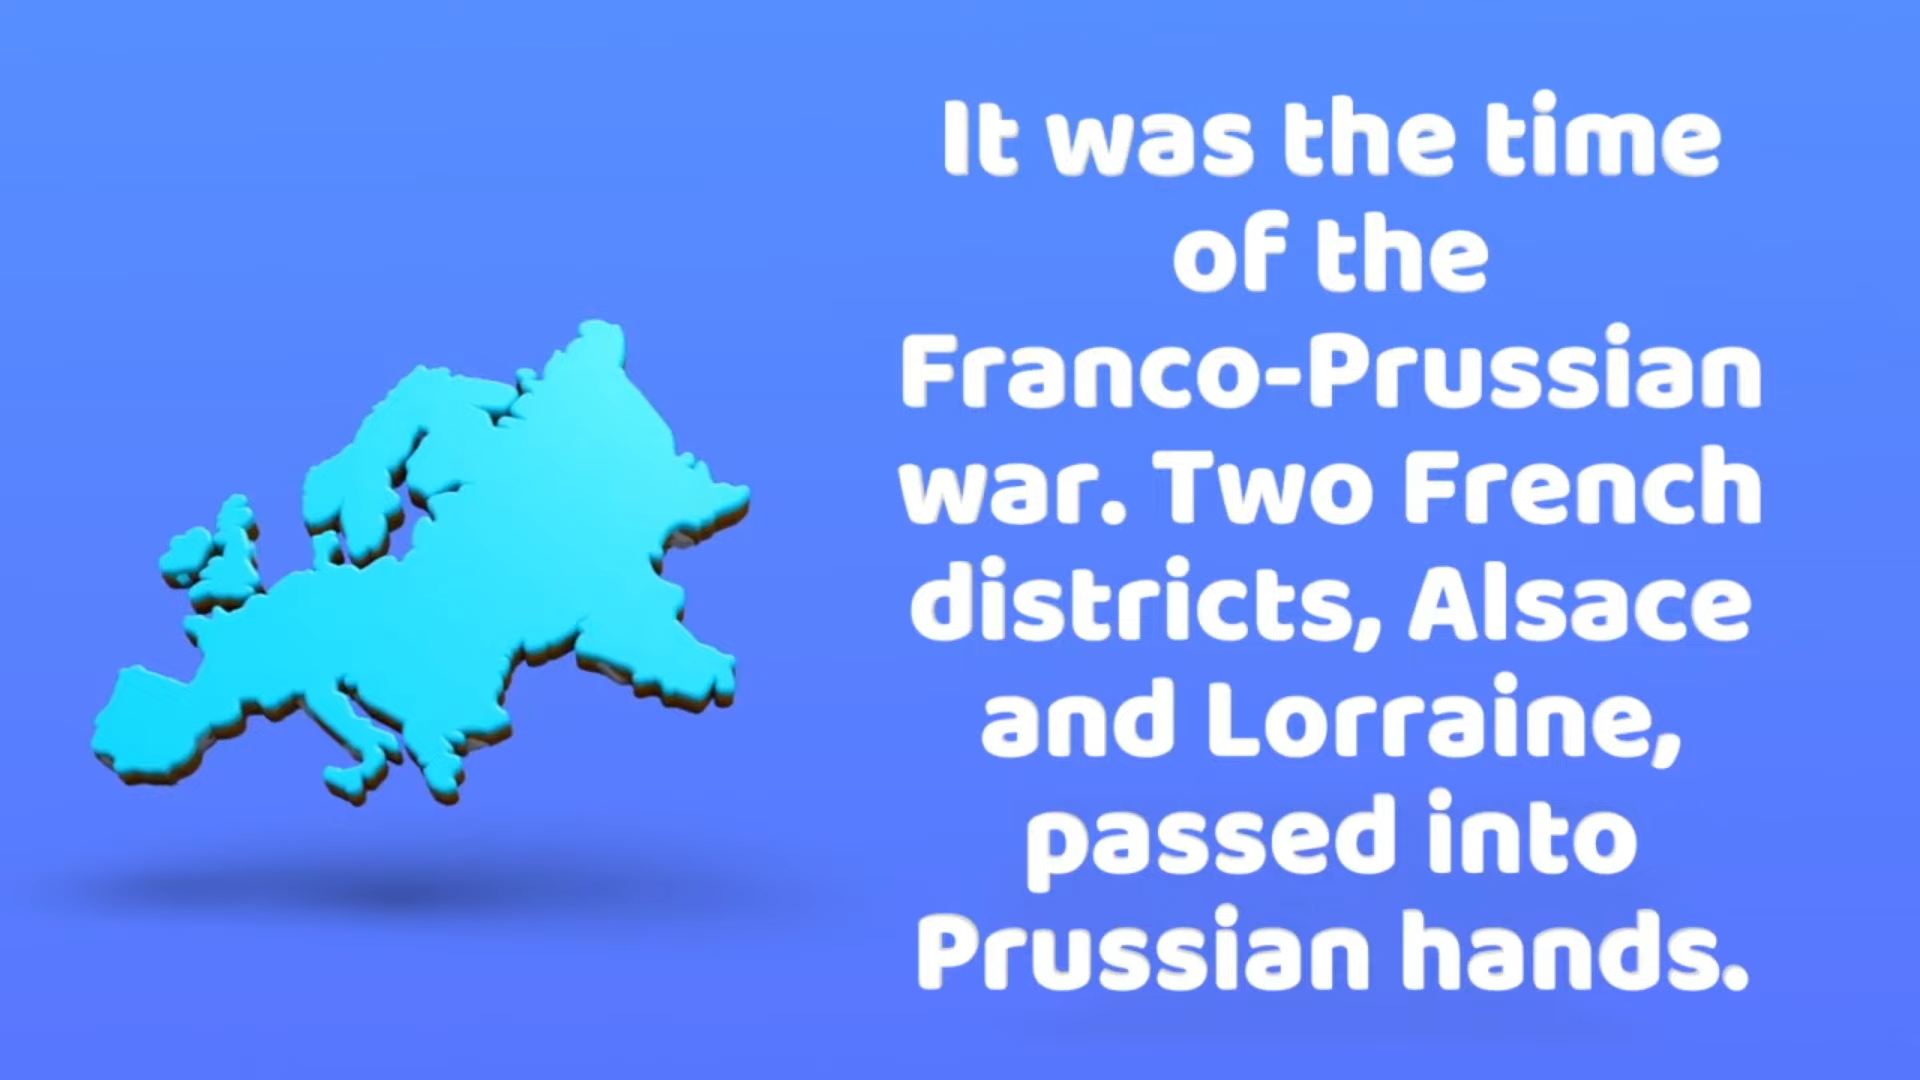 It was the time
of the
Franco-Prussian
war. Two French
districts, Alsace
and Lorraine,
passed into
Prussian hands.